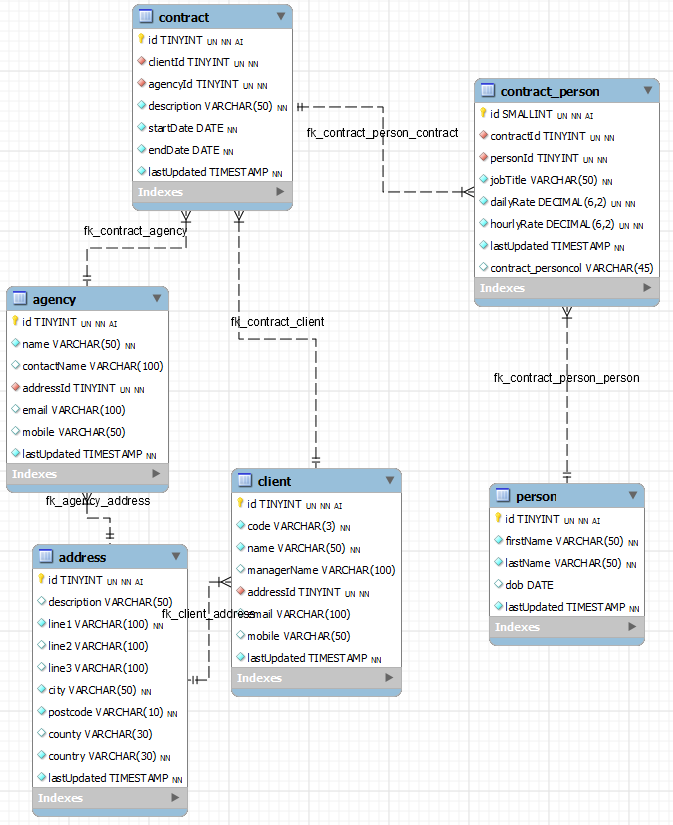 contract
id TINYINT UN NN AI
clientId TINYINT UN NN
agencyId TINYINT UN NN
description VARCHAR(50) NN
startDate DATE NN
endDate DATE NN
lastUpdated TIMESTAMP NN
Indexes
fk_contract_person_contract
contract_person
id SMALLINT UN NN AI
contractId TINYINT UN NN
personId TINYINT UN NN
jobTitle VARCHAR(50) NN
dailyRate DECIMAL(6,2) UN NN
hourlyRate DECIMAL(6,2) UN NN
lastUpdated TIMESTAMP NN
contract_personcol VARCHAR(45)
Indexes
fk_contract_agency
agency
id TINYINT UN NN AI
name VARCHAR(50) NN
contactName VARCHAR(100)
addressId TINYINT UN NN
email VARCHAR(100)
mobile VARCHAR(50)
lastUpdated TIMESTAMP NN
Indexes
fk_contract_client
fk_contract_person_person
fk_agency_address
client
id TINYINT UN NN AI
code VARCHAR(3) NN
name VARCHAR(50) NN
managerName VARCHAR(100)
addressId TINYINT UN NN
email VARCHAR(100)
mobile VARCHAR(50)
lastUpdated TIMESTAMP NN
Indexes
fk_client_address
person
id TINYINT UN NN AI
firstName VARCHAR(50) NN
lastName VARCHAR(50) NN
dob DATE
lastUpdated TIMESTAMP NN
Indexes
address
id TINYINT UN NN AI
description VARCHAR(50)
line1 VARCHAR(100) NN
line2 VARCHAR(100)
line3 VARCHAR(100)
city VARCHAR(50) NN
postcode VARCHAR(10) NN
county VARCHAR(30)
country VARCHAR(30) NN
lastUpdated TIMESTAMP NN
Indexes